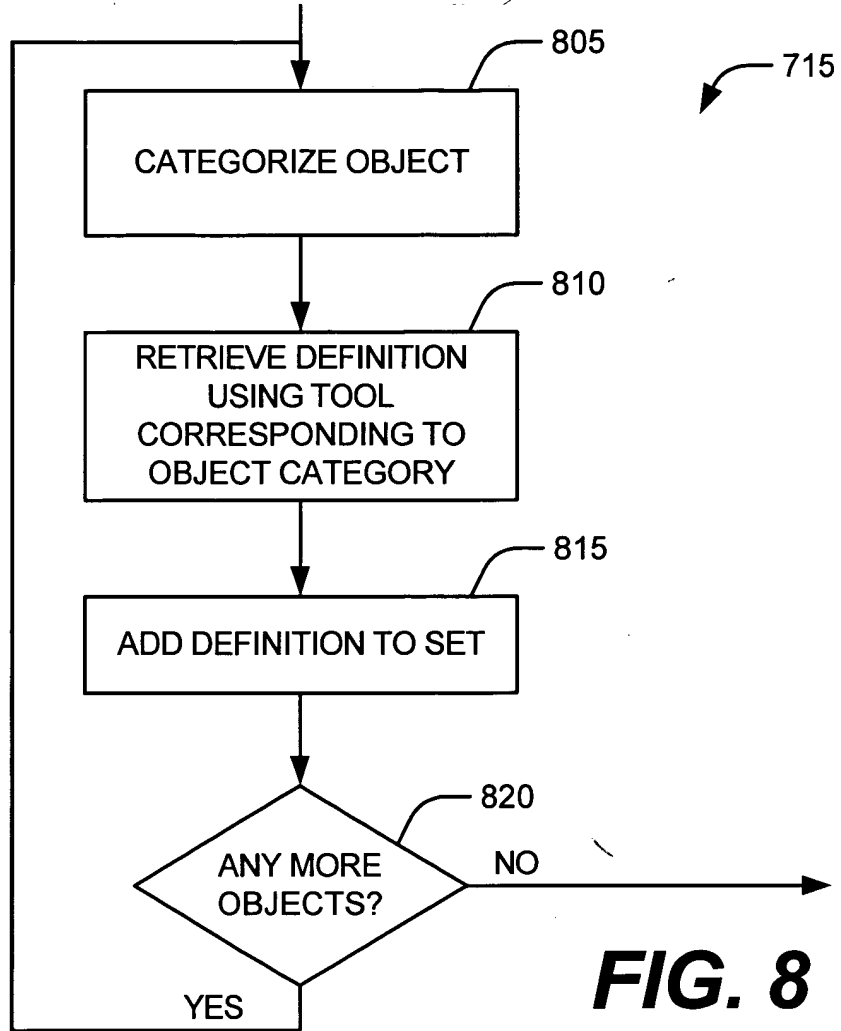 805
715
CATEGORIZE OBJECT
810
RETRIEVE DEFINITION
USING TOOL
CORRESPONDING TO
OBJECT CATEGORY
815
ADD DEFINITION TO SET
820
ANY MORE
OBJECTS?
NO
YES
FIG. 8